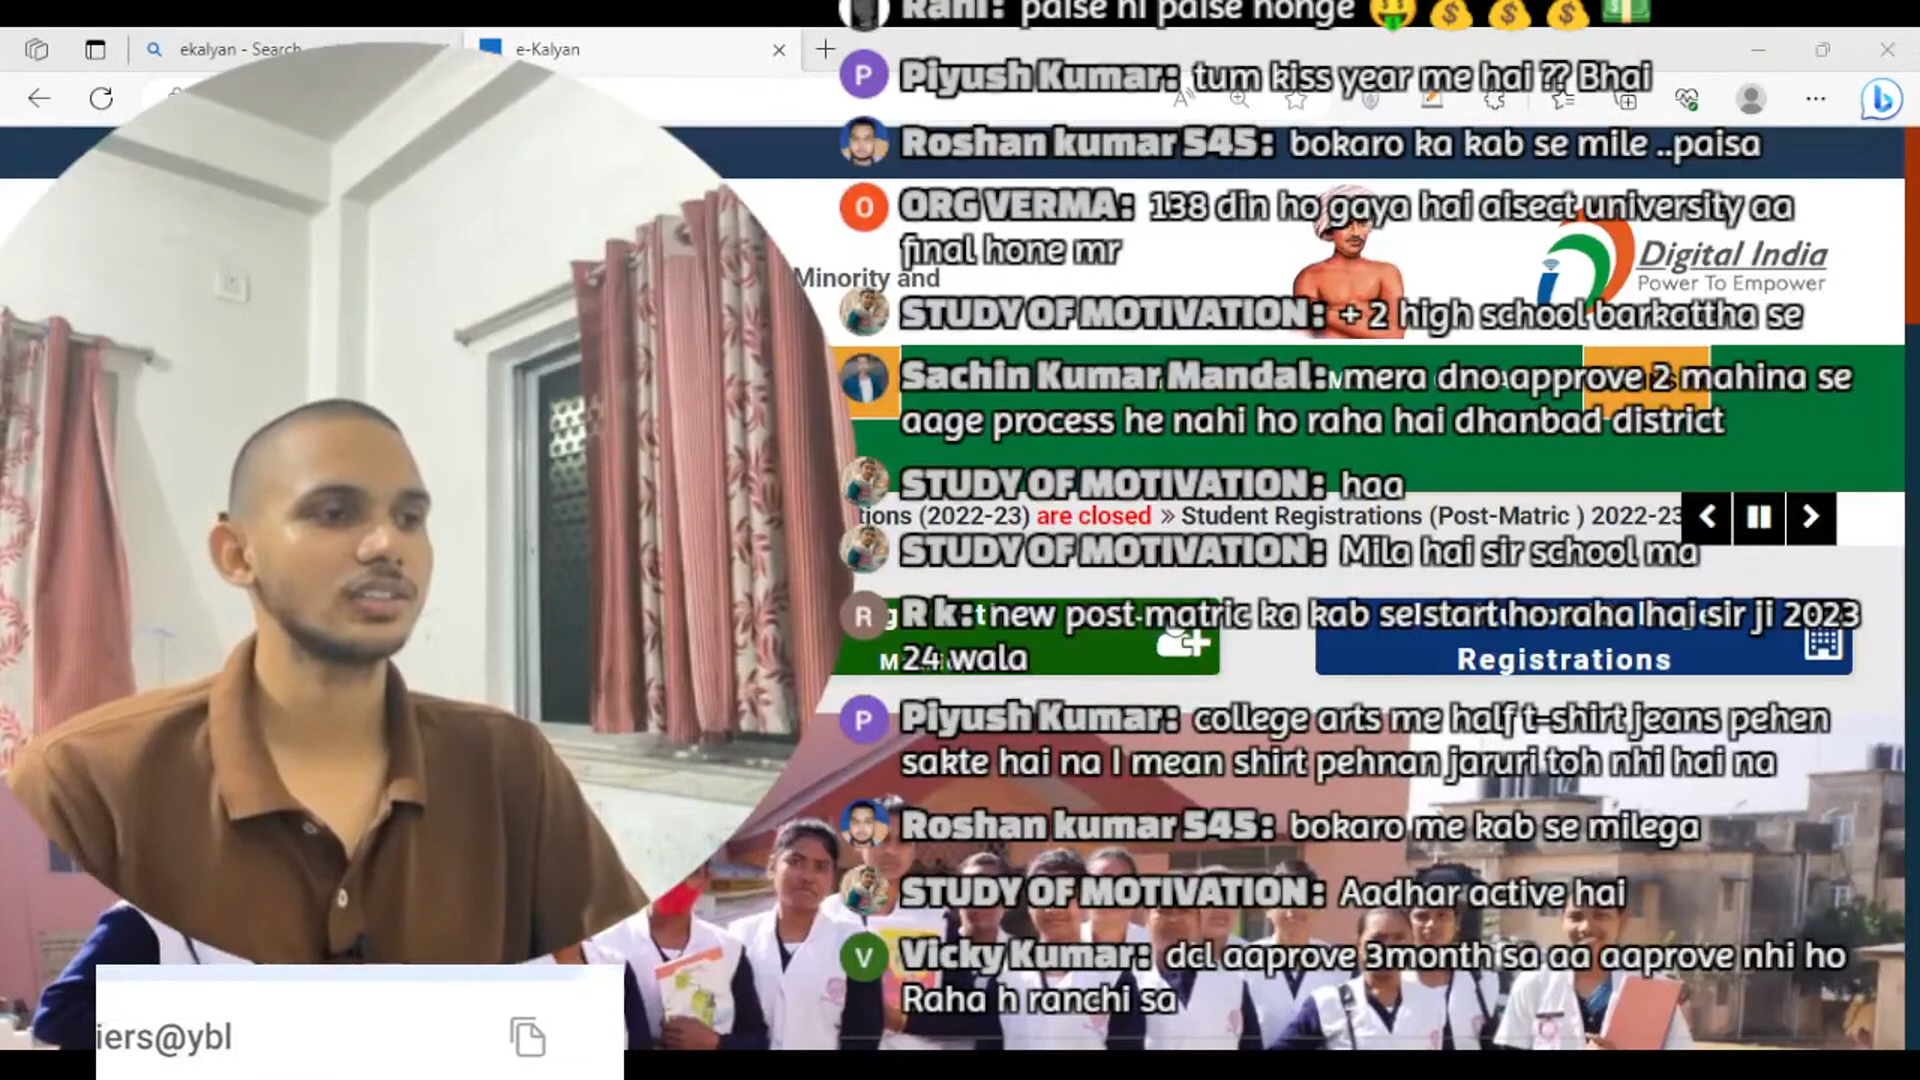 Rani: paise hi paise honge
ekalyan - Search
e-Kalyan
Piyush Kumar: tum kiss year me hai ?? Bhai
Roshan kumar S45: bokaro ka kab se mile ..paisa
ORG VERMA: 138 din ho gaya hai aisect university aa
final hone mr
Minority and
Digital India
Power To Empower
STUDY OF MOTIVATION: + 2 high school barkattha se
Sachin Kumar Mandal: mera dno approve 2 mahina se
aage process he nahi ho raha hai dhanbad district
STUDY OF MOTIVATION: haa
tions (2022-23) are closed » Student Registrations (Post-Matric ) 2022-23
STUDY OF MOTIVATION: Mila hai sir school ma
R k: new post matric ka kab se start ho raha hai sir ji 2023
24 wala
Registrations
Piyush Kumar: college arts me half t-shirt jeans pehen
sakte hai na I mean shirt pehnan jaruri toh nhi hai na
Roshan kumar S45: bokaro me kab se milega
STUDY OF MOTIVATION: Aadhar active hai
Vicky Kumar: dcl aaprove 3month sa aa aaprove nhi ho
Raha h ranchi sa
iers@ybl